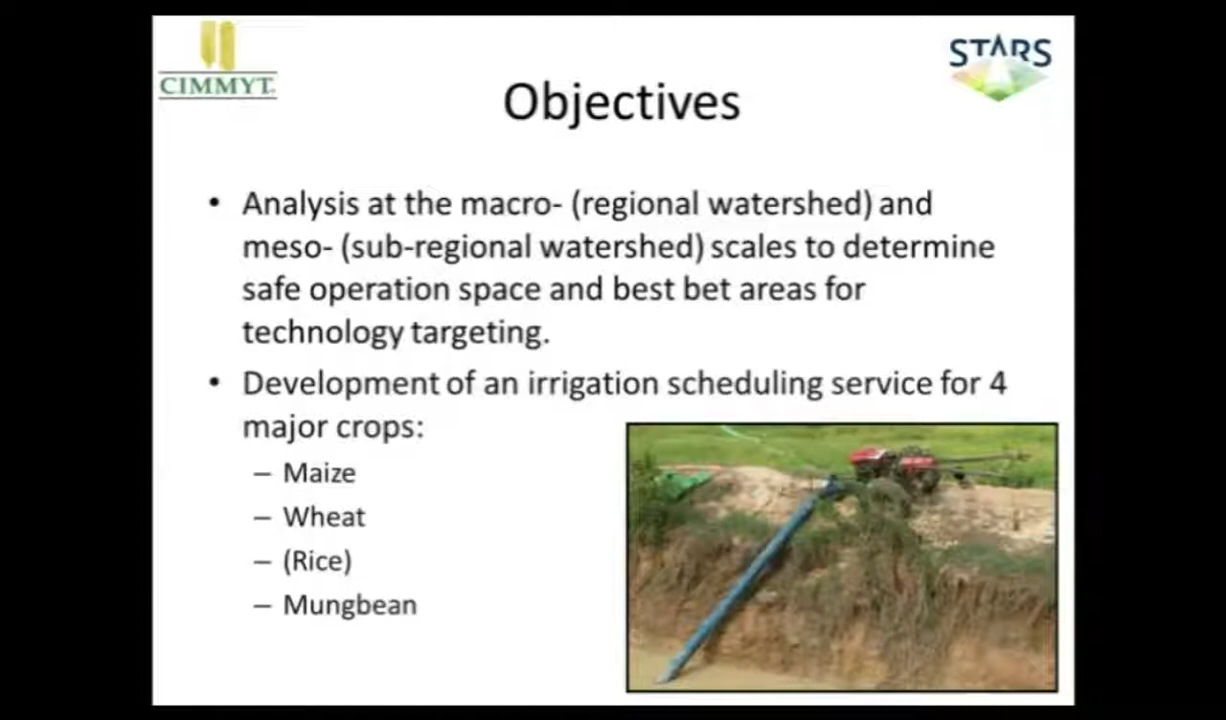 CIMMYT.
STARS
Objectives
• Analysis at the macro- (regional watershed) and
meso- (sub-regional watershed) scales to determine
safe operation space and best bet areas for
technology targeting.
• Development of an irrigation scheduling service for 4
major crops:
– Maize
– Wheat
– (Rice)
– Mungbean